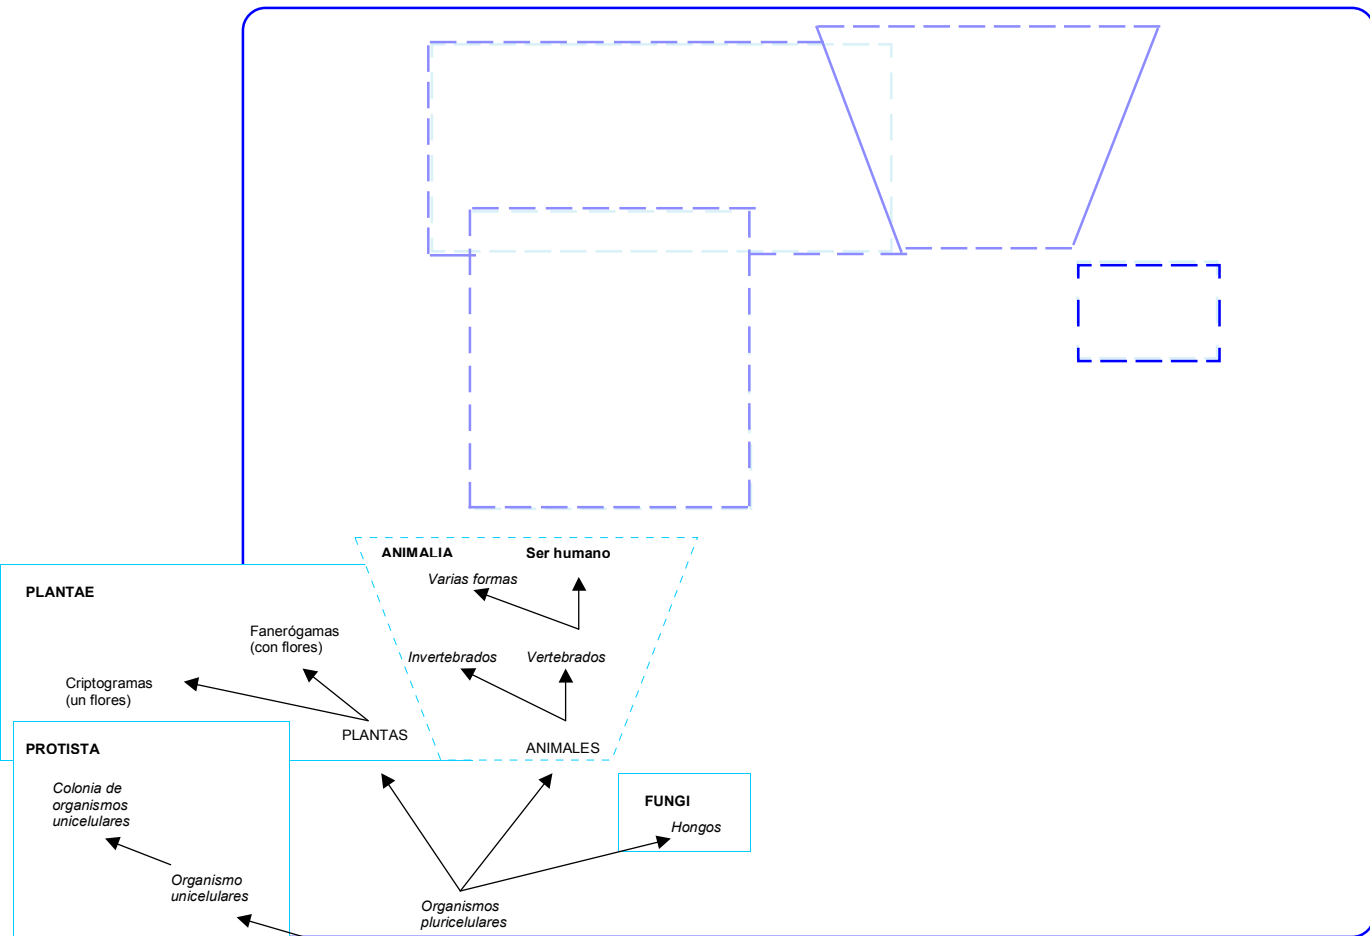 ANIMALIA
Ser humano
Varias formas
PLANTAE
Fanerógamas
(con flores)
Invertebrados
Vertebrados
Criptogramas
(un flores)
PLANTAS
ANIMALES
PROTISTA
Colonia de
organismos
unicelulares
FUNGI
Hongos
Organismo
unicelulares
Organismos
pluricelulares